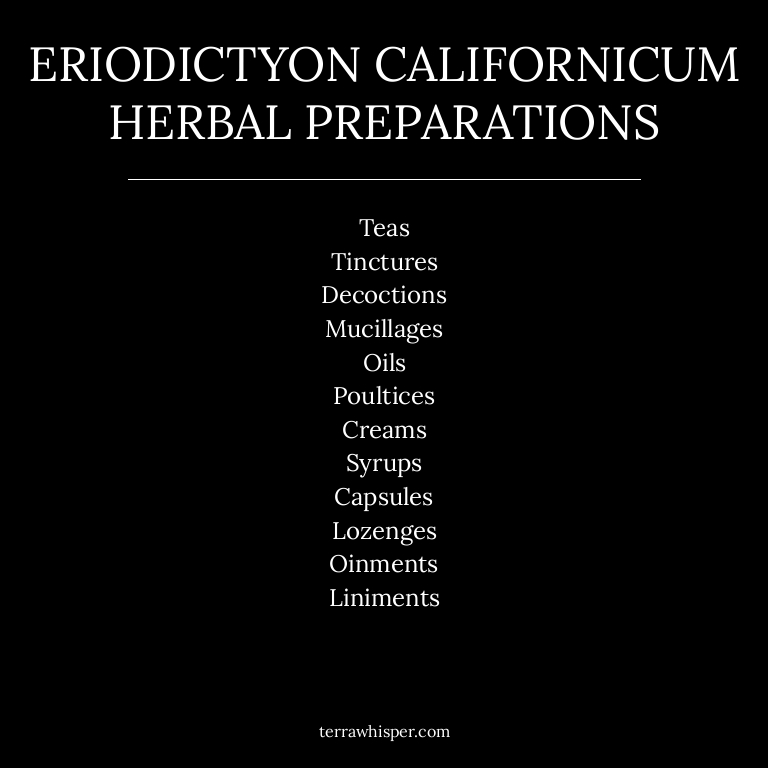 ERIODICTYON CALIFORNICUM
HERBAL PREPARATIONS
Teas
Tinctures
Decoctions
Mucillages
Oils
Poultices
Creams
Syrups
Capsules
Lozenges
Oinments
Liniments
terrawhisper.com